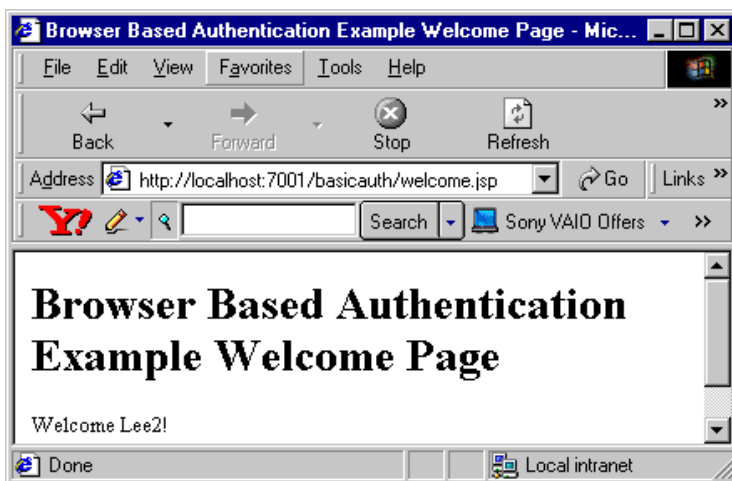 Browser Based Authentication Example Welcome Page - Mic...
File Edit View Favorites Tools Help
Back Forward Stop Refresh »
Address http://localhost:7001/basicauth/welcome.jsp Go Links »
Y! Search Sony VAIO Offers »
Browser Based Authentication
Example Welcome Page
Welcome Lee2!
Done Local intranet